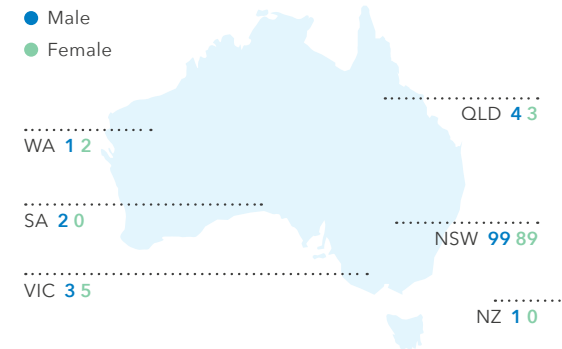 Male
Female
QLD 4 3
WA 1 2
SA 2 0
NSW 99 89
VIC 3 5
NZ 1 0